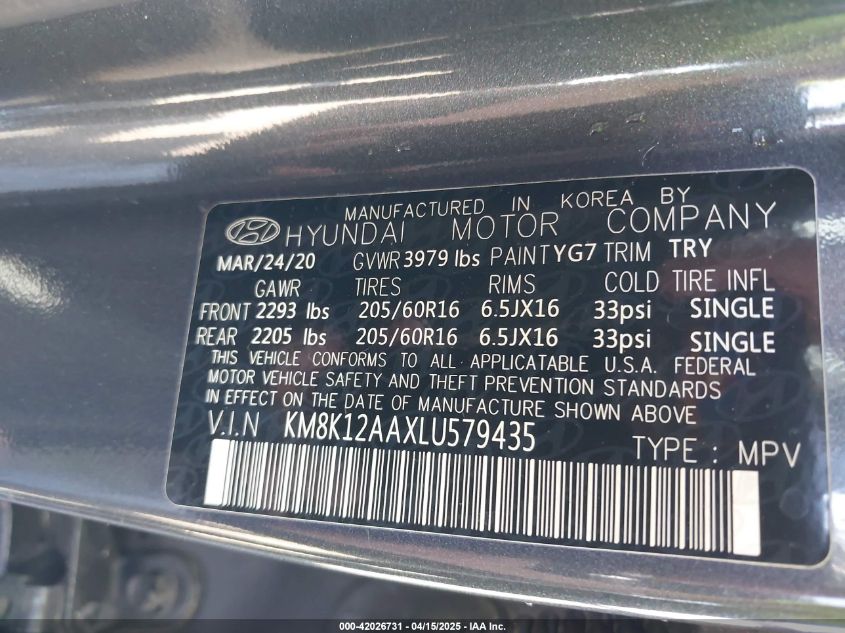 MANUFACTURED IN KOREA BY
HYUNDAI MOTOR COMPANY
MAR/24/20 GVWR 3979 lbs PAINT YG7 TRIM TRY
GAWR TIRES RIMS COLD TIRE INFL
FRONT 2293 lbs 205/60R16 6.5JX16 33psi SINGLE
REAR 2205 lbs 205/60R16 6.5JX16 33psi SINGLE
THIS VEHICLE CONFORMS TO ALL APPLICATABLE U.S.A. FEDERAL
MOTOR VEHICLE SAFETY AND THEFT PREVENTION STANDARDS
IN EFFECT ON THE DATE OF MANUFACTURE SHOWN ABOVE
V.I.N KM8K12AAXLU579435
TYPE : MPV
000-42026731 - 04/15/2025 - IAA Inc.